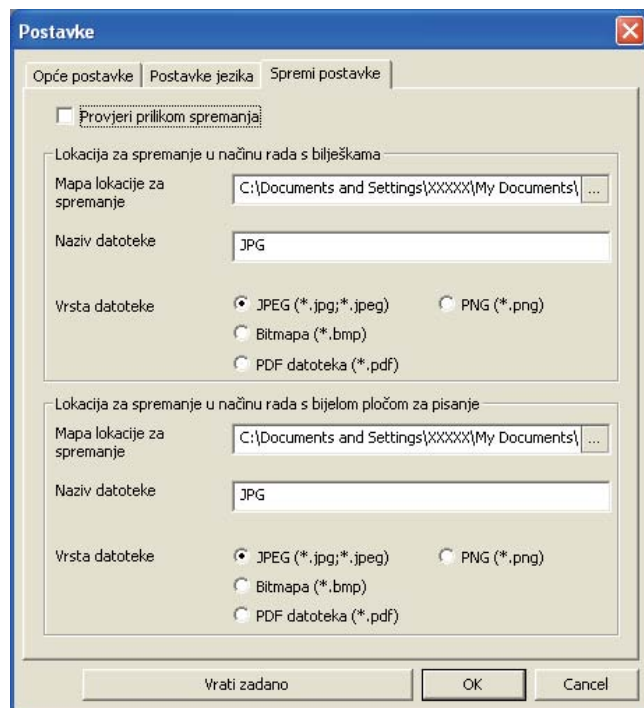 Postavke
Opće postavke Postavke jezika Spremi postavke
Provjeri prilikom spremanja
Lokacija za spremanje u načinu rada s bilješkama
Mapa lokacije za
spremanje
C:\Documents and Settings\XXXXX\My Documents\ ...
Naziv datoteke JPG
Vrsta datoteke JPEG (*.jpg;*.jpeg) PNG (*.png)
Bitmapa (*.bmp)
PDF datoteka (*.pdf)
Lokacija za spremanje u načinu rada s bijelom pločom za pisanje
Mapa lokacije za
spremanje
C:\Documents and Settings\XXXXX\My Documents\ ...
Naziv datoteke JPG
Vrsta datoteke JPEG (*.jpg;*.jpeg) PNG (*.png)
Bitmapa (*.bmp)
PDF datoteka (*.pdf)
Vrati zadano OK Cancel